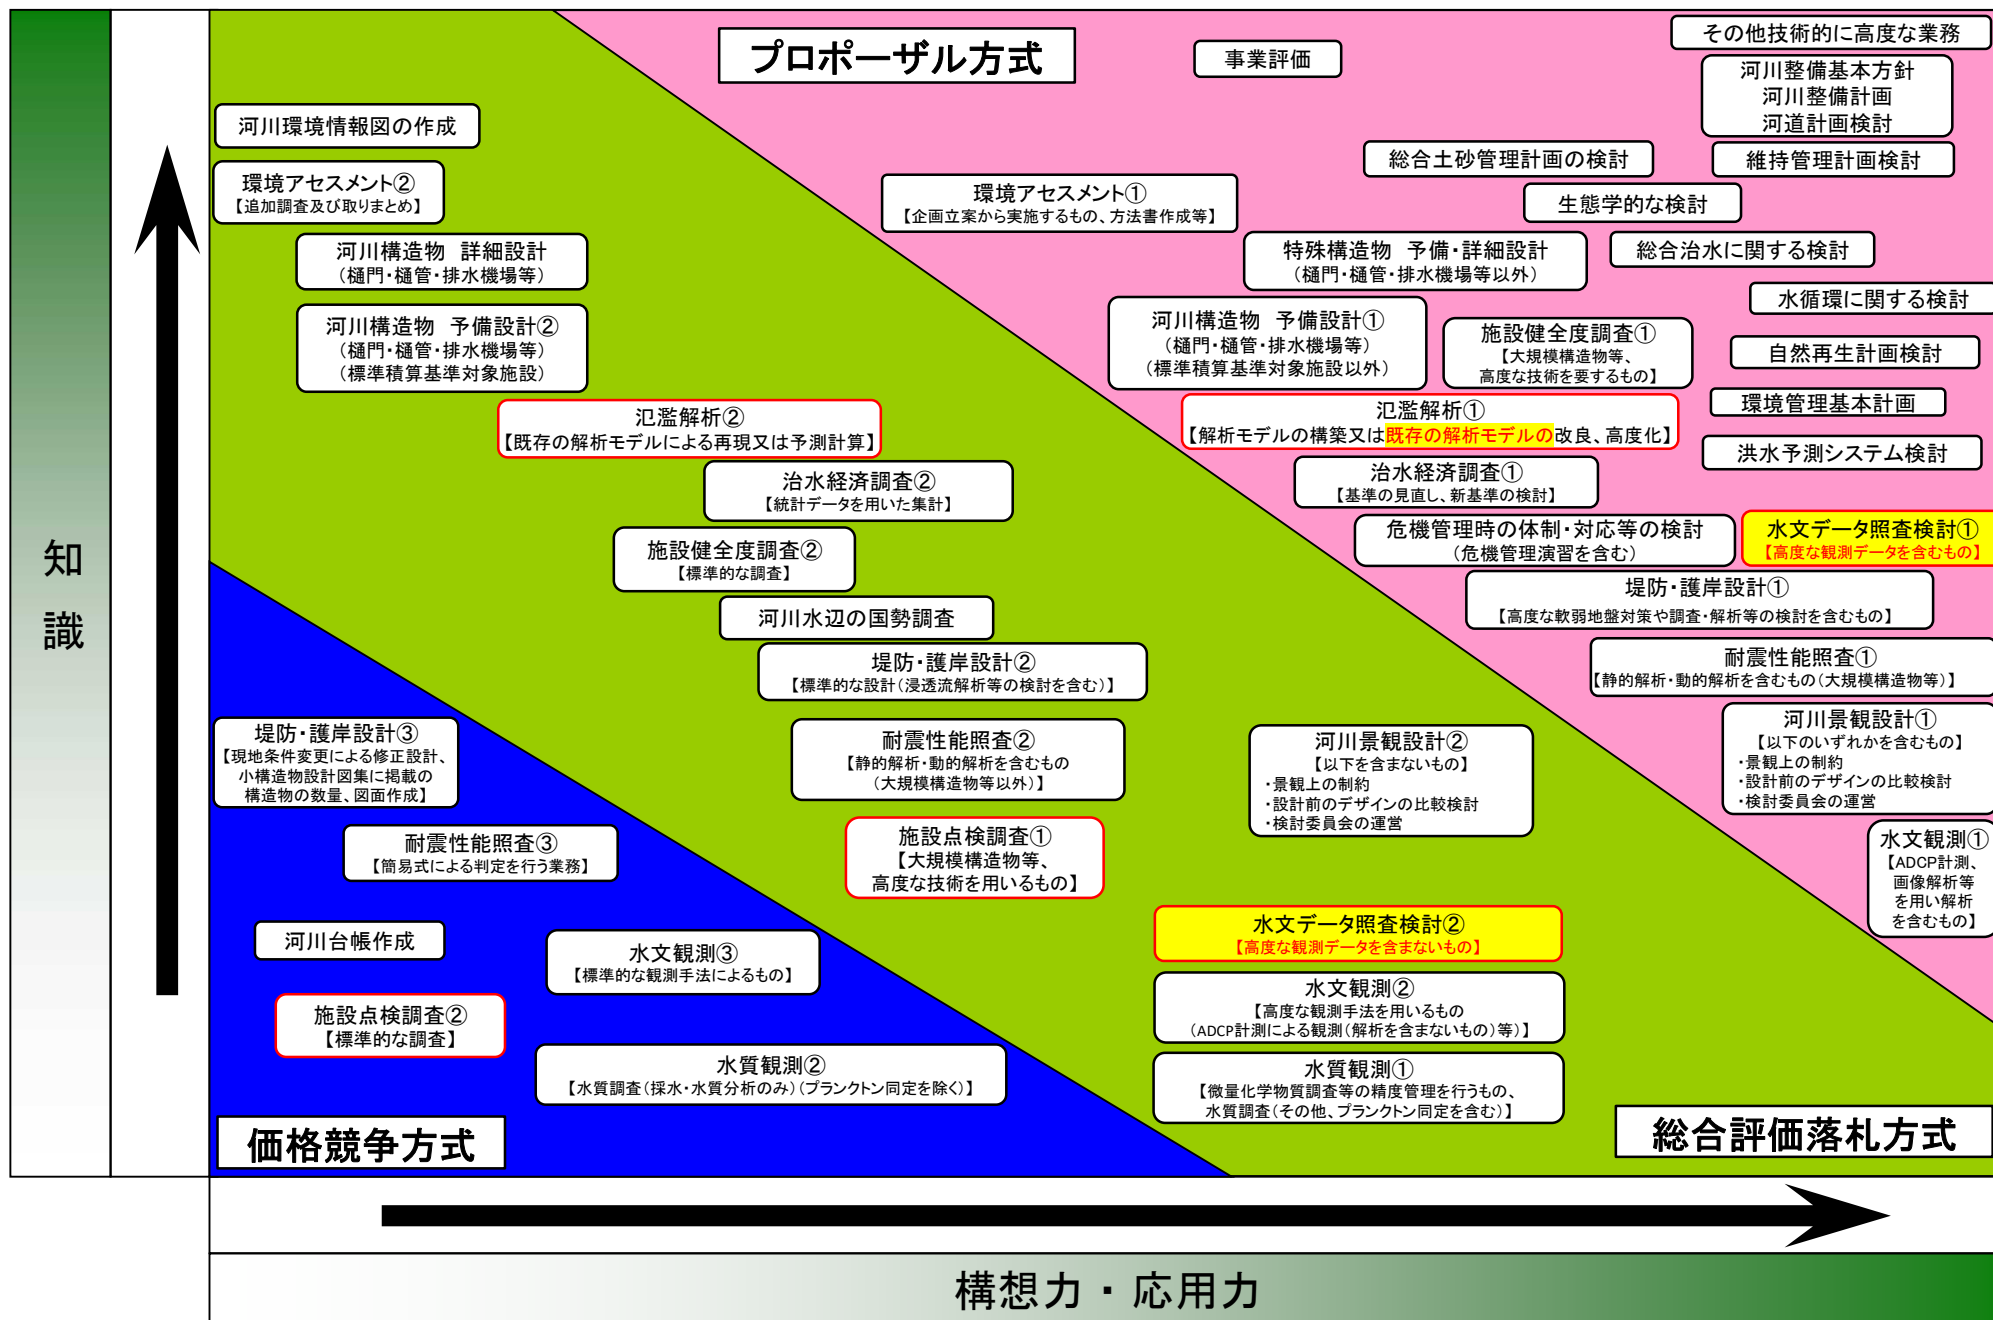 プロポーザル方式
事業評価
その他技術的に高度な業務
河川整備基本方針
河川整備計画
河道計画検討
河川環境情報図の作成
総合土砂管理計画の検討
維持管理計画検討
環境アセスメント②
【追加調査及び取りまとめ】
環境アセスメント①
【企画立案から実施するもの、方法書作成等】
生態学的な検討
河川構造物 詳細設計
(樋門・樋管・排水機場等)
特殊構造物 予備・詳細設計
(樋門・樋管・排水機場等以外)
総合治水に関する検討
水循環に関する検討
河川構造物 予備設計②
(樋門・樋管・排水機場等)
(標準積算基準対象施設)
河川構造物 予備設計①
(樋門・樋管・排水機場等)
(標準積算基準対象施設以外)
施設健全度調査①
【大規模構造物等、
高度な技術を要するもの】
自然再生計画検討
氾濫解析②
【既存の解析モデルによる再現又は予測計算】
氾濫解析①
【解析モデルの構築又は既存の解析モデルの改良、高度化】
環境管理基本計画
洪水予測システム検討
治水経済調査②
【統計データを用いた集計】
治水経済調査①
【基準の見直し、新基準の検討】
施設健全度調査②
【標準的な調査】
危機管理時の体制・対応等の検討
(危機管理演習を含む)
水文データ照査検討①
【高度な観測データを含むもの】
知
識
河川水辺の国勢調査
堤防・護岸設計①
【高度な軟弱地盤対策や調査・解析等の検討を含むもの】
堤防・護岸設計②
【標準的な設計(浸透流解析等の検討を含む)】
耐震性能照査①
【静的解析・動的解析を含むもの(大規模構造物等)】
堤防・護岸設計③
【現地条件変更による修正設計、
小構造物設計図集に掲載の
構造物の数量、図面作成】
耐震性能照査②
【静的解析・動的解析を含むもの
(大規模構造物等以外)】
河川景観設計②
【以下を含まないもの】
・景観上の制約
・設計前のデザインの比較検討
・検討委員会の運営
河川景観設計①
【以下のいずれかを含むもの】
・景観上の制約
・設計前のデザインの比較検討
・検討委員会の運営
耐震性能照査③
【簡易式による判定を行う業務】
施設点検調査①
【大規模構造物等、
高度な技術を用いるもの】
水文観測①
【ADCP計測、
画像解析等
を用い解析
を含むもの】
河川台帳作成
水文観測③
【標準的な観測手法によるもの】
水文データ照査検討②
【高度な観測データを含まないもの】
施設点検調査②
【標準的な調査】
水文観測②
【高度な観測手法を用いるもの
(ADCP計測による観測(解析を含まないもの)等)】
水質観測②
【水質調査(採水・水質分析のみ)(プランクトン同定を除く)】
水質観測①
【微量化学物質調査等の精度管理を行うもの、
水質調査(その他、プランクトン同定を含む)】
価格競争方式
総合評価落札方式
構想力・応用力